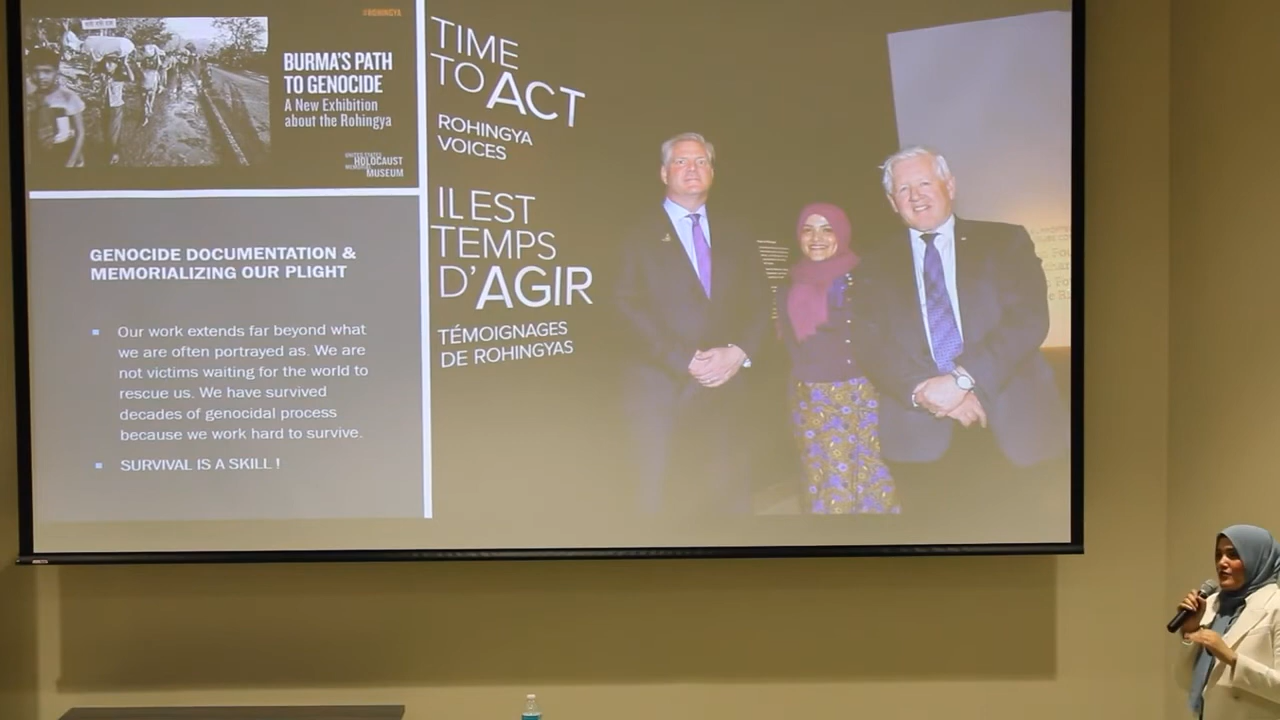 #ROHINGYA
BURMA'S PATH
TO GENOCIDE
A New Exhibition
about the Rohingya
UNITED STATES
HOLOCAUST
MEMORIAL
MUSEUM
GENOCIDE DOCUMENTATION &
MEMORIALIZING OUR PLIGHT
▪ Our work extends far beyond what
we are often portrayed as. We are
not victims waiting for the world to
rescue us. We have survived
decades of genocidal process
because we work hard to survive.
▪ SURVIVAL IS A SKILL !
TIME
TO ACT
ROHINGYA
VOICES
IL EST
TEMPS
D'AGIR
TÉMOIGNAGES
DE ROHINGYAS